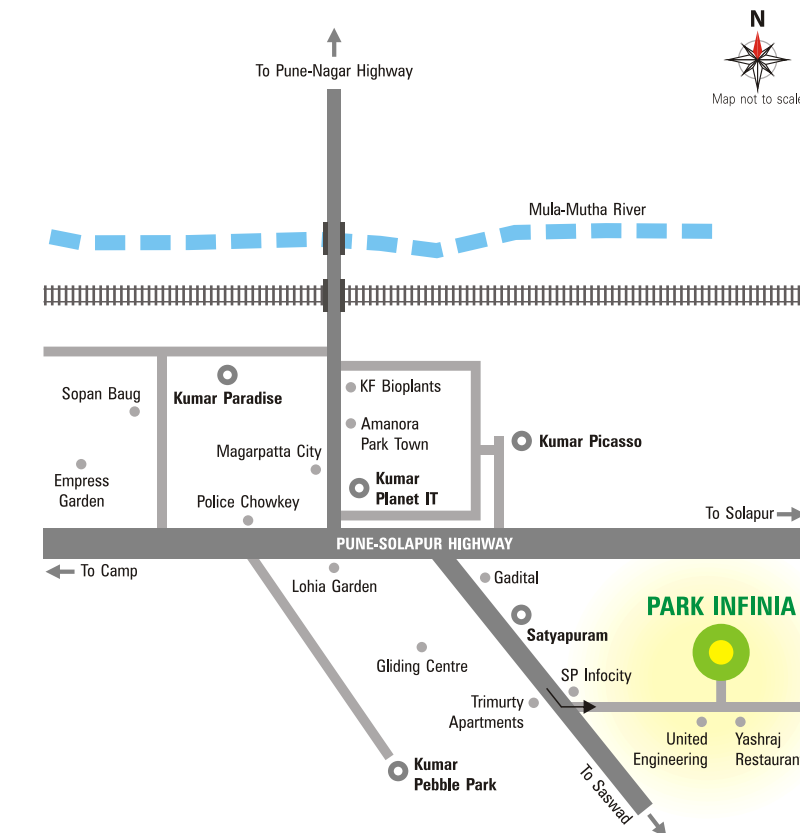 N
Map not to scale
To Pune-Nagar Highway
Mula-Mutha River
Sopan Baug
Kumar Paradise
KF Bioplants
Amanora
Park Town
Magarpatta City
Kumar Picasso
Empress
Garden
Kumar
Planet IT
Police Chowkey
To Solapur
PUNE-SOLAPUR HIGHWAY
To Camp
Lohia Garden
Gadital
PARK INFINIA
Satyapuram
Gliding Centre
SP Infocity
Trimurty
Apartments
United
Engineering
Yashraj
Restauran
Kumar
Pebble Park
To Saswad